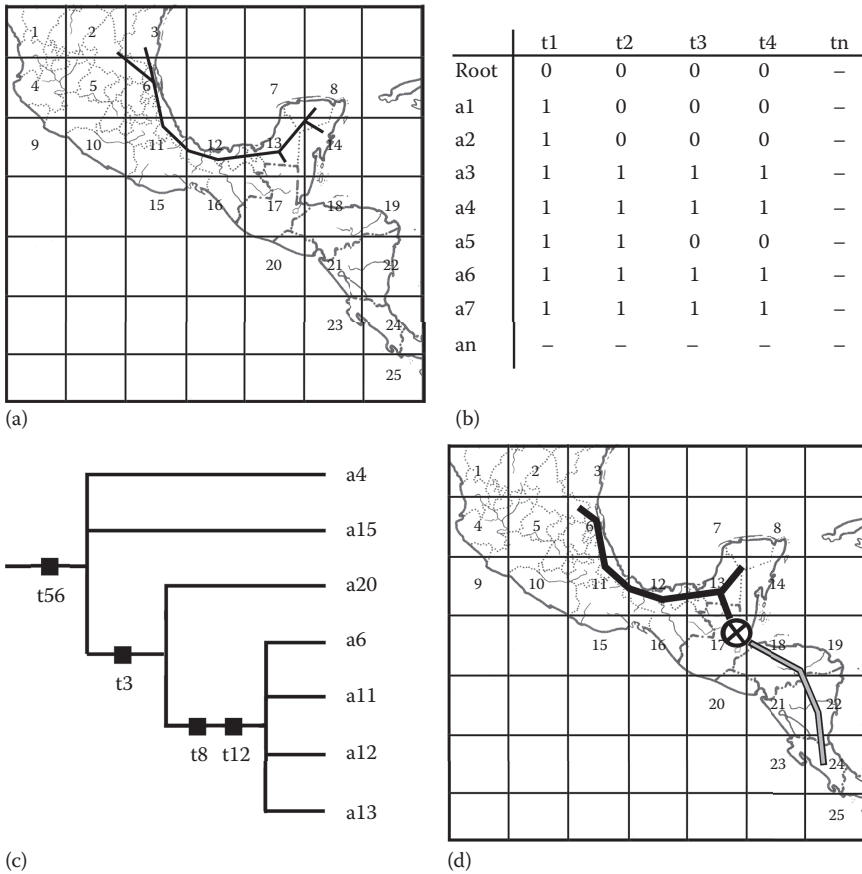 1 2 3
4 5 6 7 8
9 10 11 12 13 14
15 16 17 18 19
20 21 22
23 24
25
(a)
t1 t2 t3 t4 tn
Root 0 0 0 0 –
a1 1 0 0 0 –
a2 1 0 0 0 –
a3 1 1 1 1 –
a4 1 1 1 1 –
a5 1 1 0 0 –
a6 1 1 1 1 –
a7 1 1 1 1 –
an – – – – –
(b)
a4
a15
t56
a20
t3
a6
a11
t8 t12
a12
a13
(c)
1 2 3
4 5 6 7 8
9 10 11 12 13 14
15 16 17 18 19
20 21 22
23 24
25
(d)